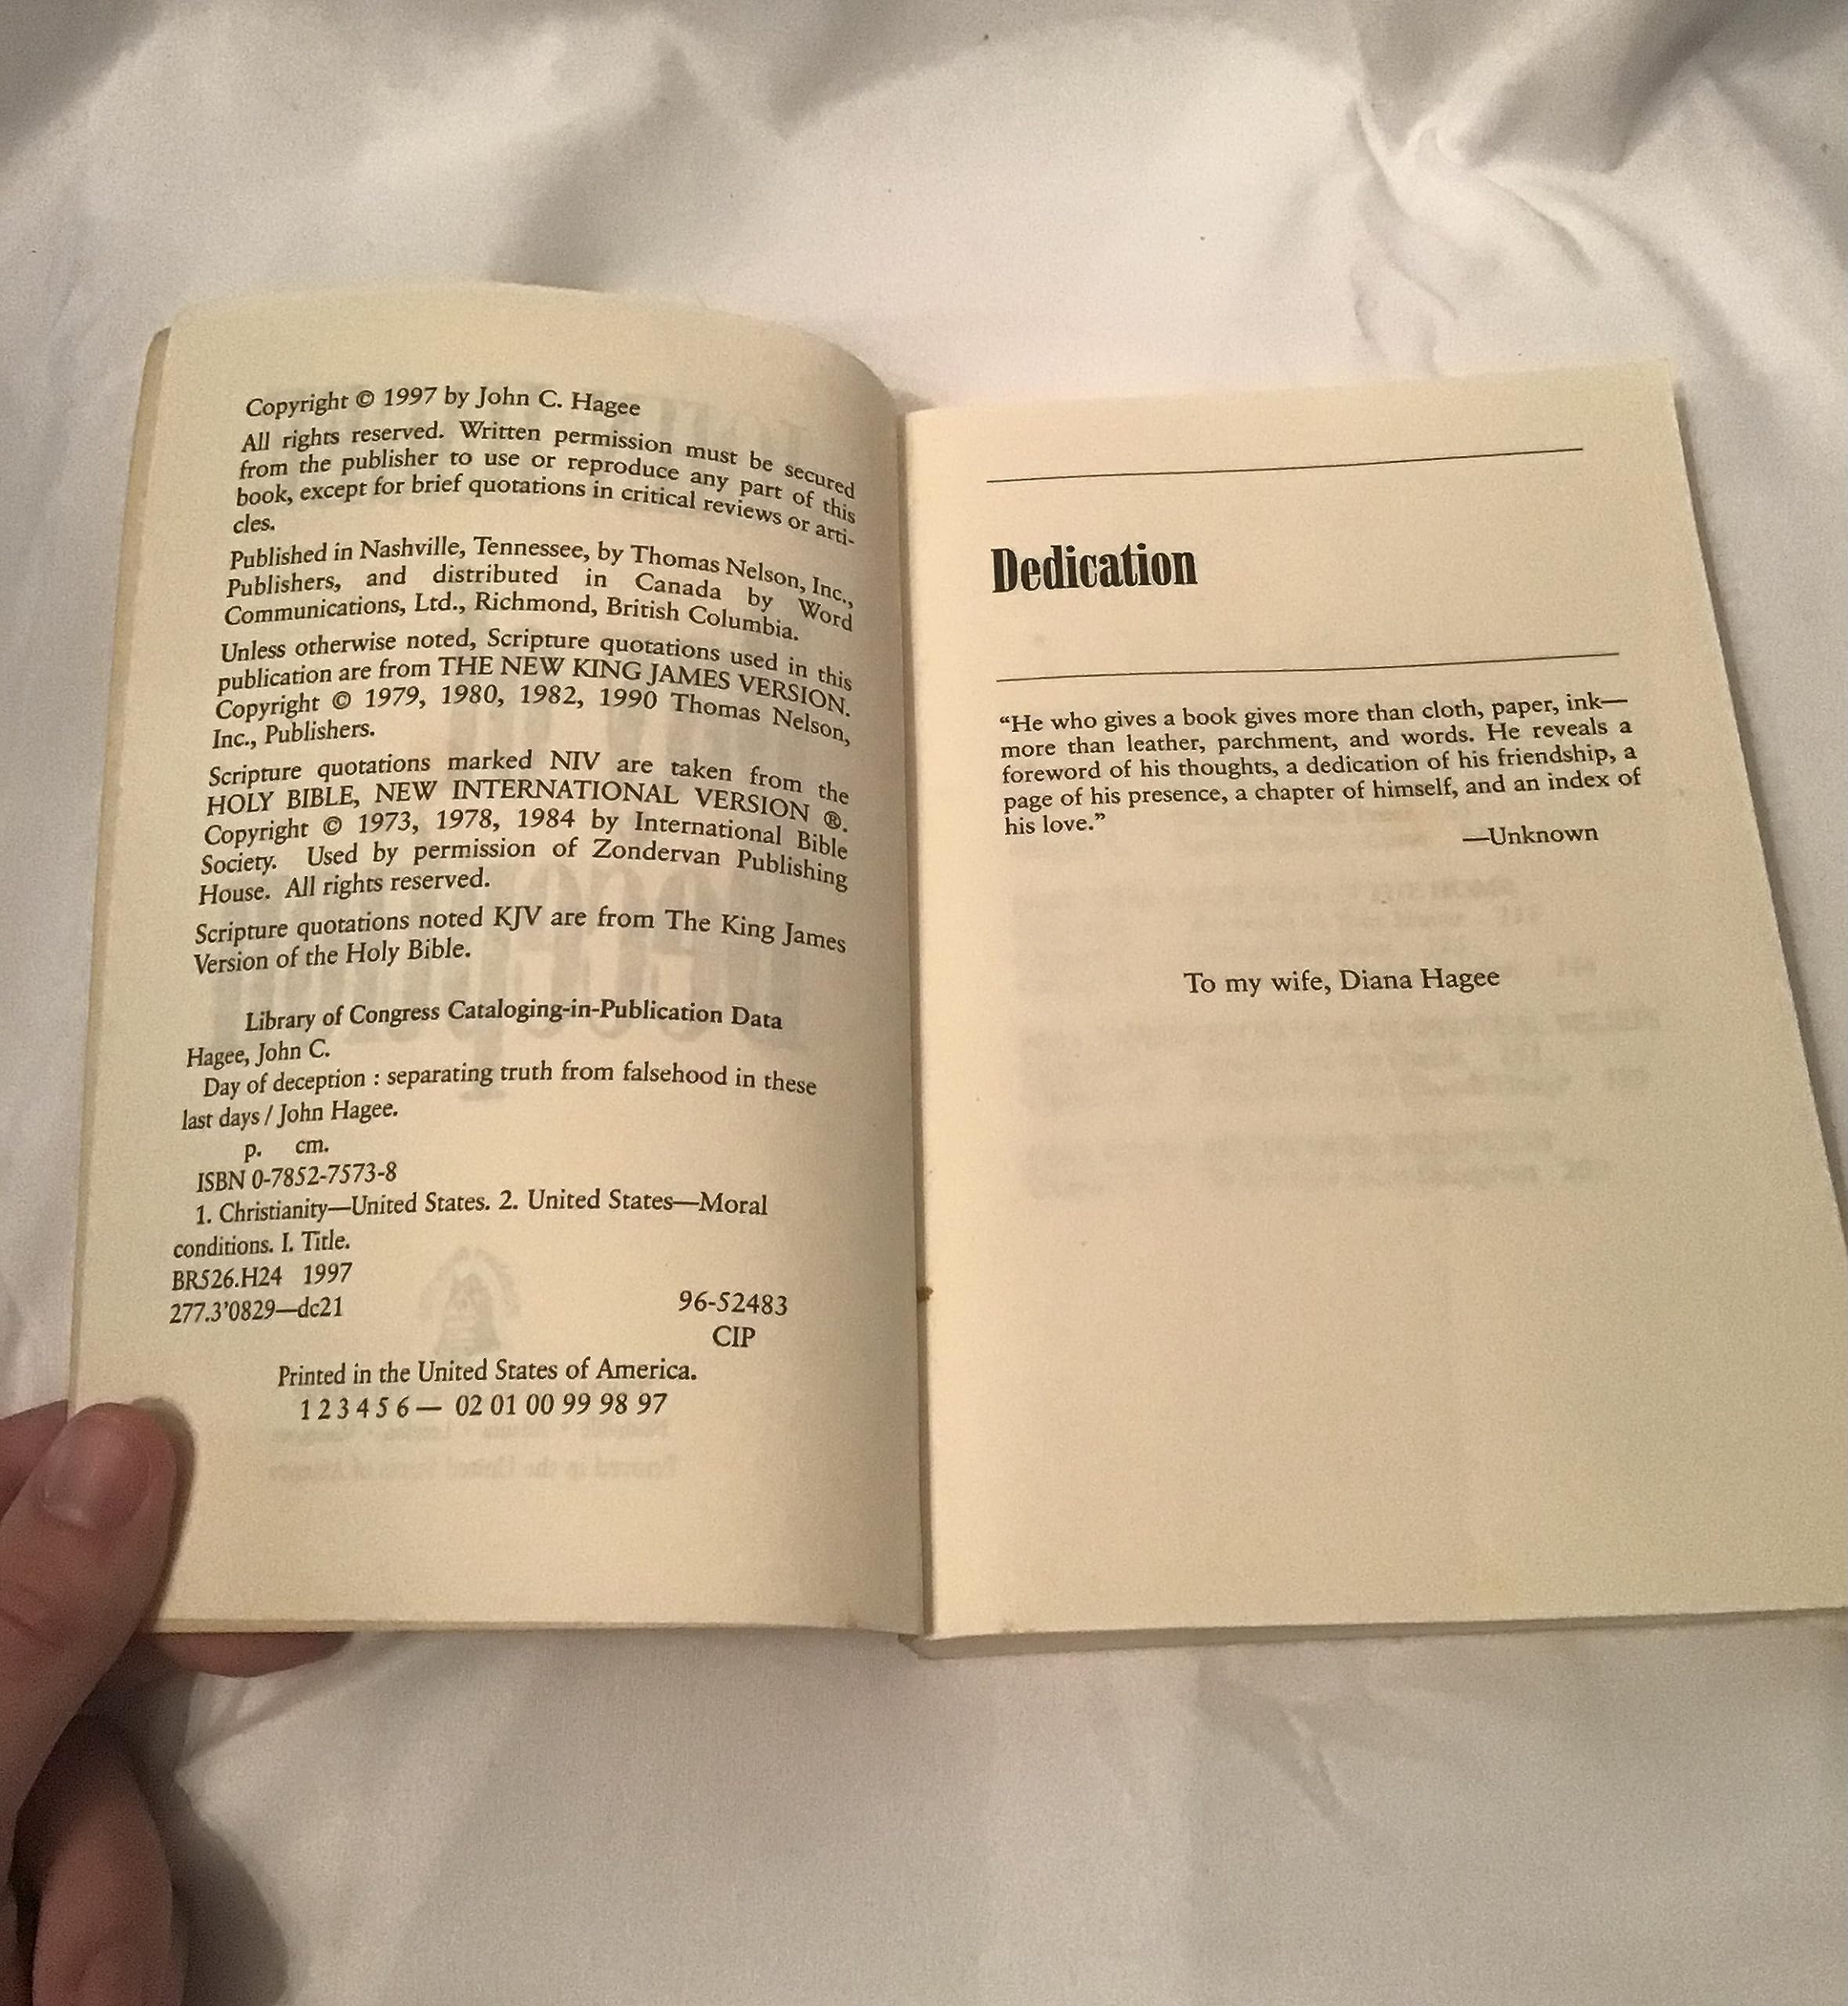 Copyright © 1997 by John C. Hagee
All rights reserved. Written permission must be secured
from the publisher to use or reproduce any part of this
book, except for brief quotations in critical reviews or arti-
cles.
Published in Nashville, Tennessee, by Thomas Nelson, Inc.,
Publishers, and distributed in Canada by Word
Communications, Ltd., Richmond, British Columbia.
Unless otherwise noted, Scripture quotations used in this
publication are from THE NEW KING JAMES VERSION.
Copyright © 1979, 1980, 1982, 1990 Thomas Nelson,
Inc., Publishers.
Scripture quotations marked NIV are taken from the
HOLY BIBLE, NEW INTERNATIONAL VERSION ®.
Copyright © 1973, 1978, 1984 by International Bible
Society. Used by permission of Zondervan Publishing
House. All rights reserved.
Scripture quotations noted KJV are from The King James
Version of the Holy Bible.
Library of Congress Cataloging-in-Publication Data
Hagee, John C.
Day of deception : separating truth from falsehood in these
last days / John Hagee.
p. cm.
ISBN 0-7852-7573-8
1. Christianity—United States. 2. United States—Moral
conditions. I. Title.
BR526.H24 1997
277.3'0829—dc21 96-52483
CIP
Printed in the United States of America.
1 2 3 4 5 6 — 02 01 00 99 98 97
Dedication
“He who gives a book gives more than cloth, paper, ink—
more than leather, parchment, and words. He reveals a
foreword of his thoughts, a dedication of his friendship, a
page of his presence, a chapter of himself, and an index of
his love.”
—Unknown
To my wife, Diana Hagee